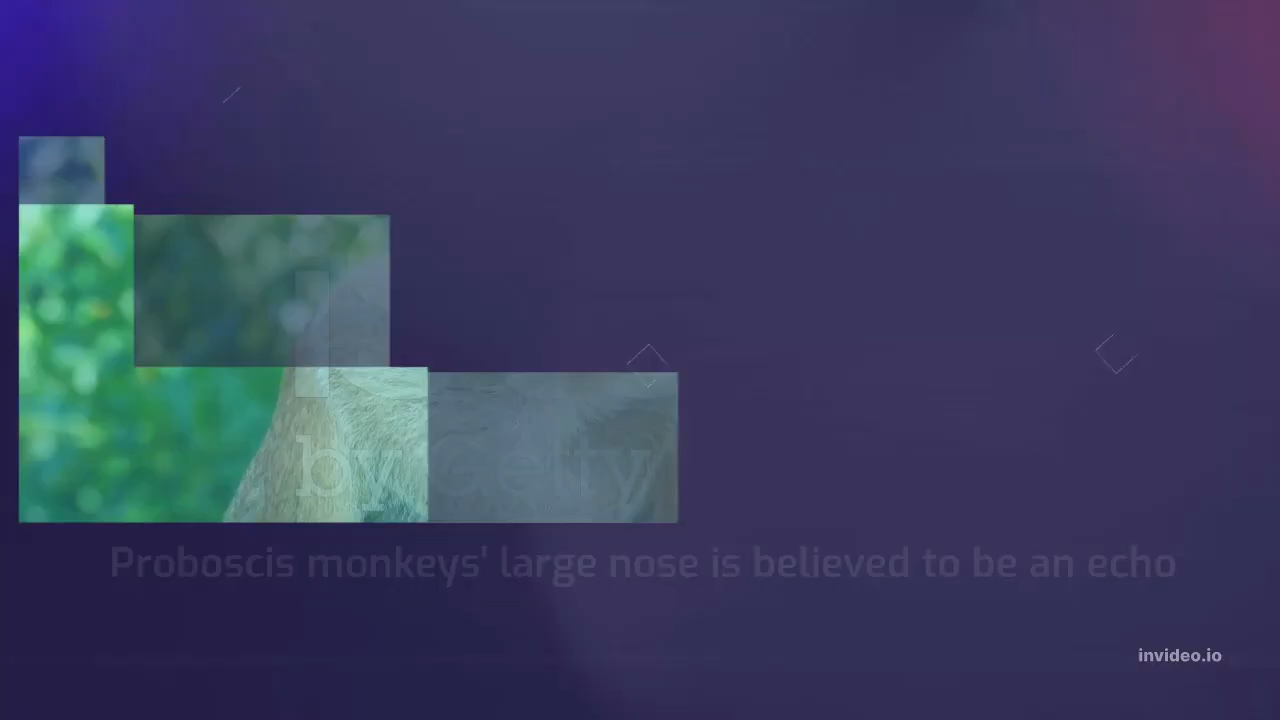 by Getty
Proboscis monkeys' large nose is believed to be an echo
invideo.io